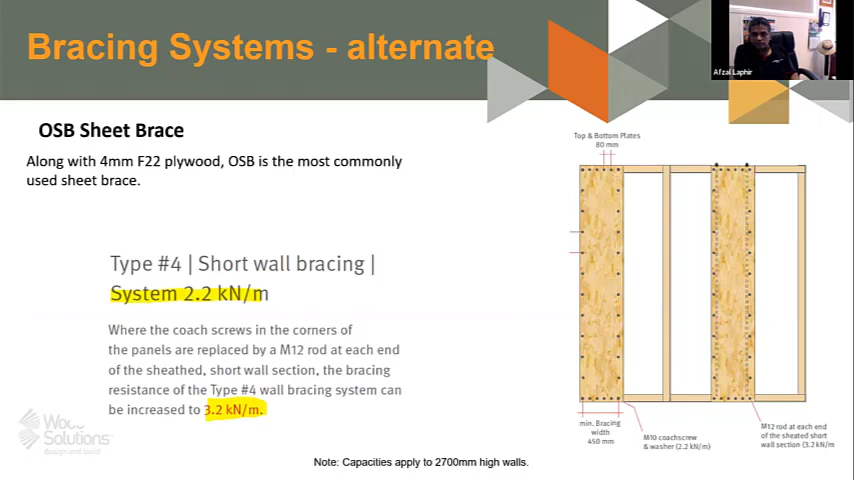 Bracing Systems - alternate
Afzal Laphir
OSB Sheet Brace
Along with 4mm F22 plywood, OSB is the most commonly
used sheet brace.
Type #4 | Short wall bracing |
System 2.2 kN/m
Where the coach screws in the corners of
the panels are replaced by a M12 rod at each end
of the sheathed, short wall section, the bracing
resistance of the Type #4 wall bracing system can
be increased to 3.2 kN/m.
Top & Bottom Plates
80 mm
min. Bracing
width
450 mm
M10 coachscrew
& washer (2.2 kN/m)
M12 rod at each end
of the sheated short
wall section (3.2 kN/m
Solutions
design and build
Note: Capacities apply to 2700mm high walls.